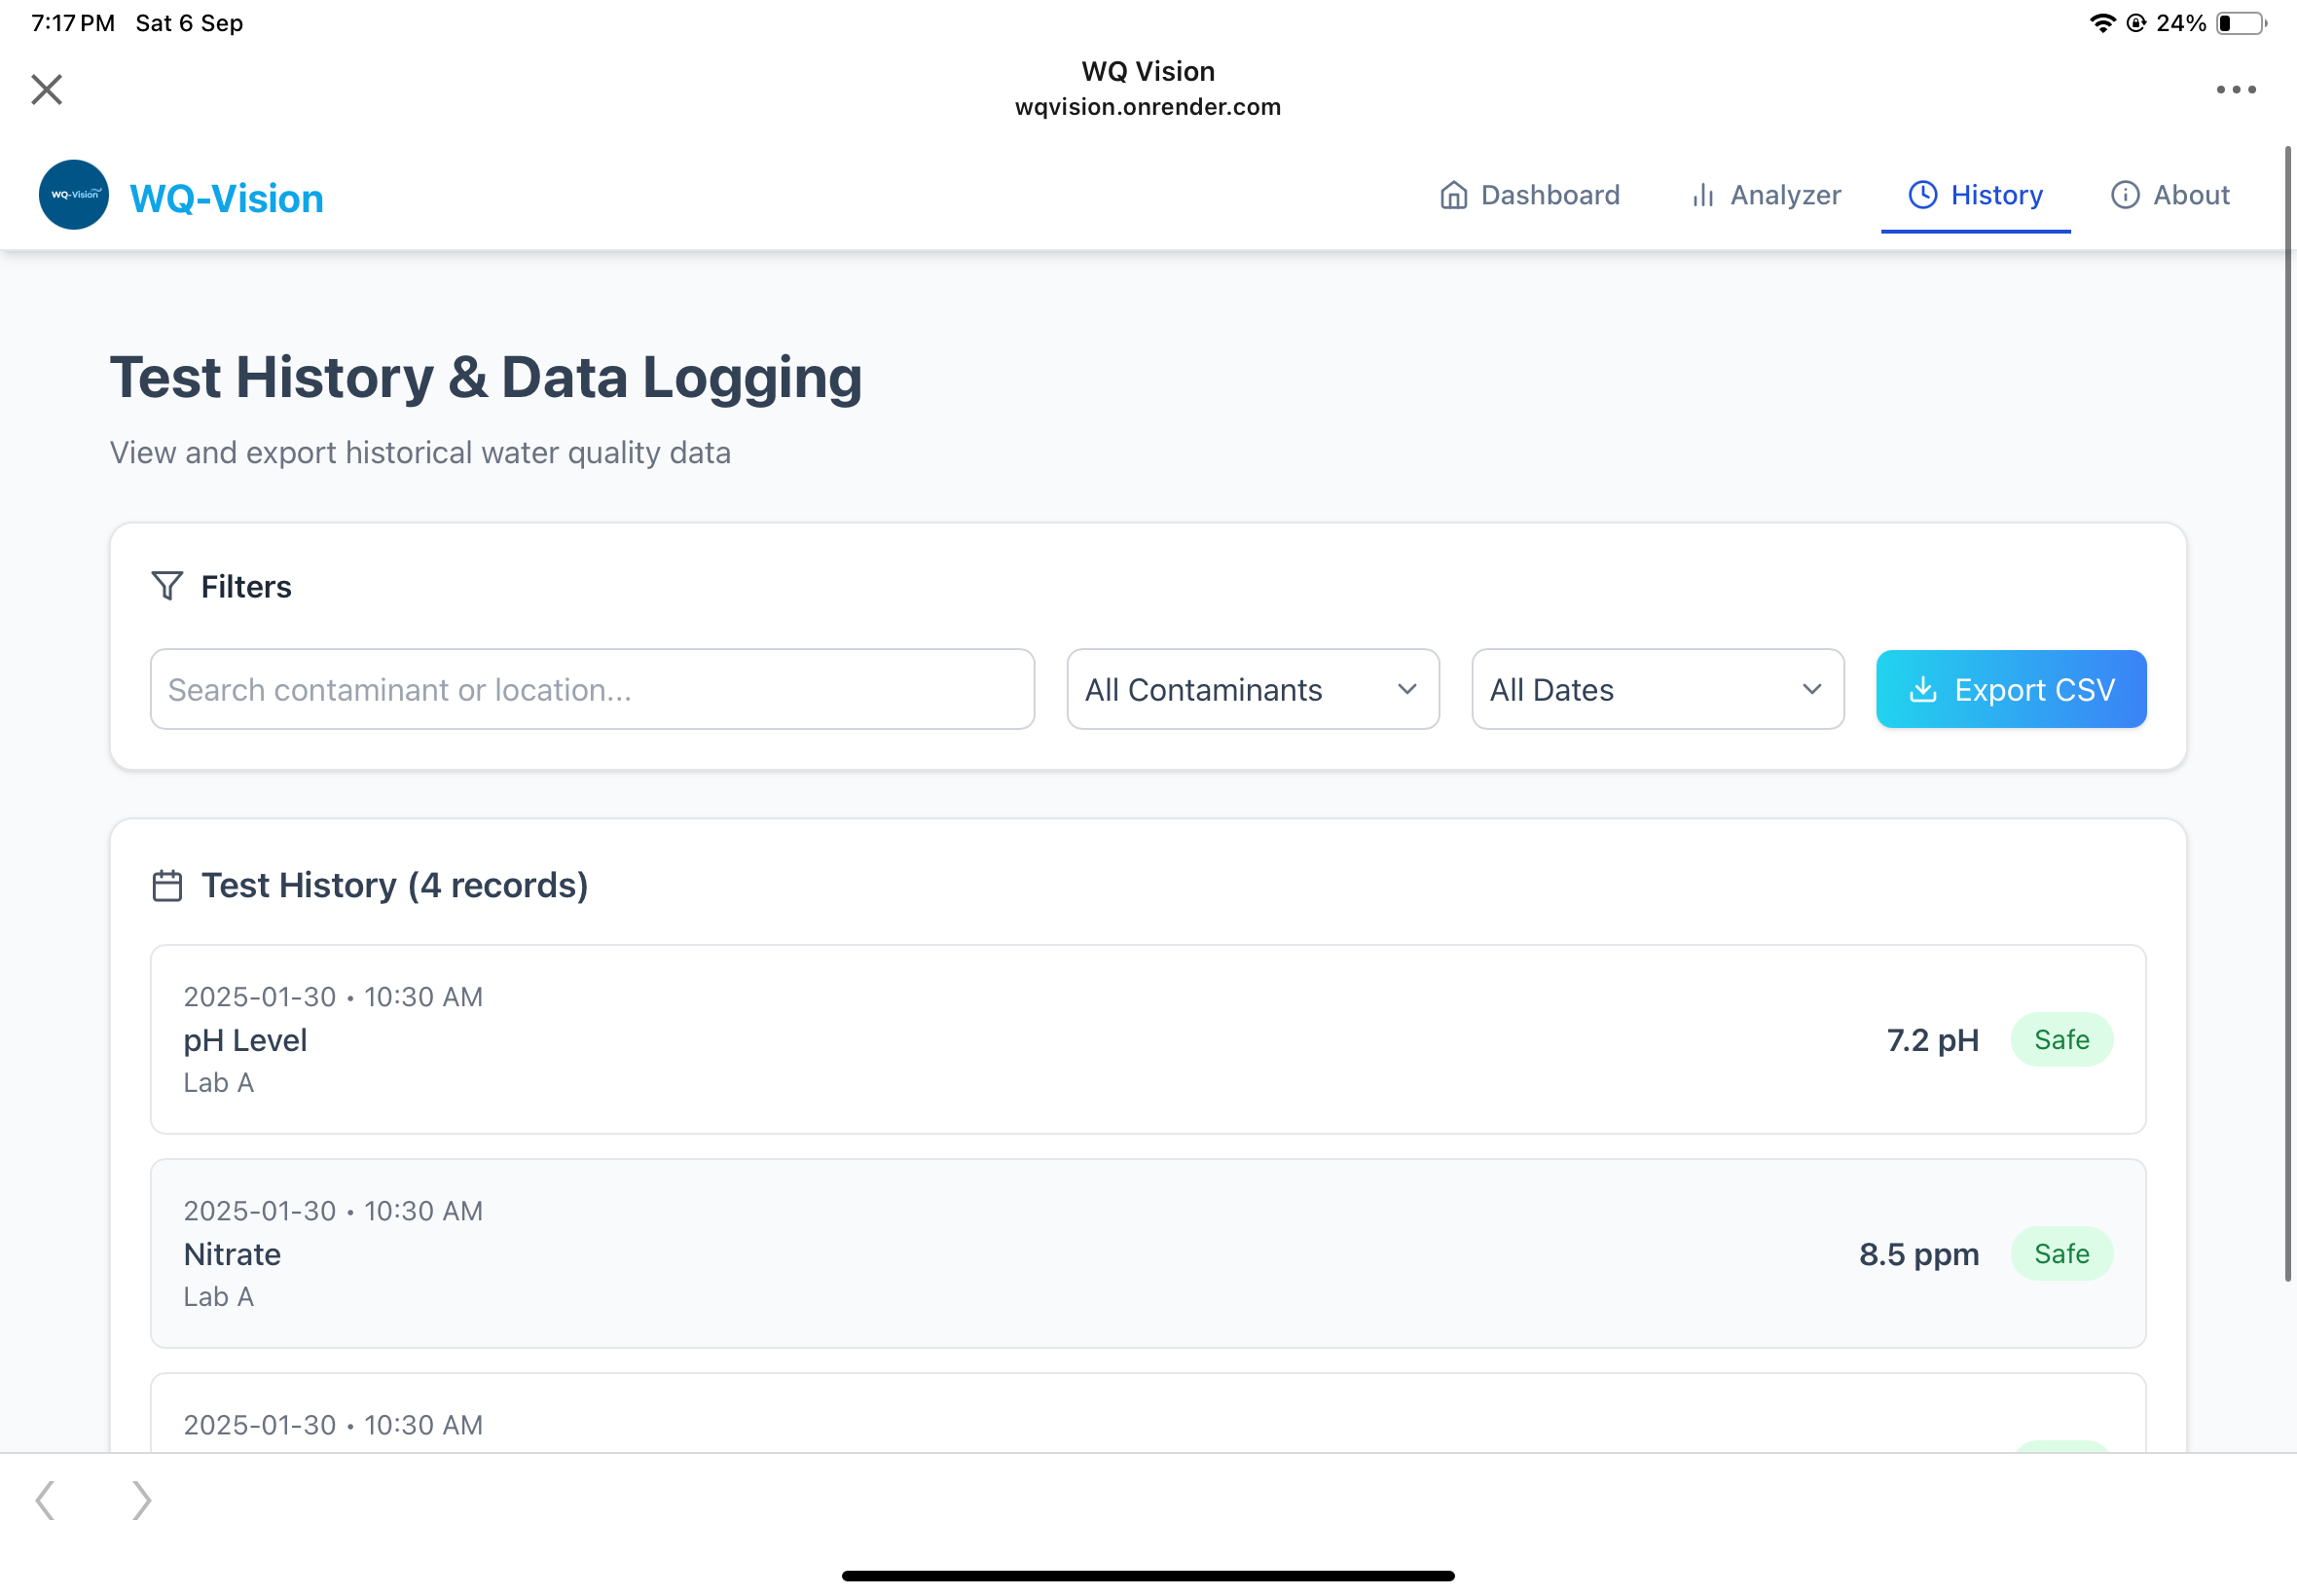 7:17 PM Sat 6 Sep
24%
WQ Vision
wqvision.onrender.com
WQ-Vision
WQ-Vision
Dashboard
Analyzer
History
About
Test History & Data Logging
View and export historical water quality data
Filters
Search contaminant or location...
All Contaminants
All Dates
Export CSV
Test History (4 records)
2025-01-30 • 10:30 AM
pH Level
Lab A
7.2 pH
Safe
2025-01-30 • 10:30 AM
Nitrate
Lab A
8.5 ppm
Safe
2025-01-30 • 10:30 AM